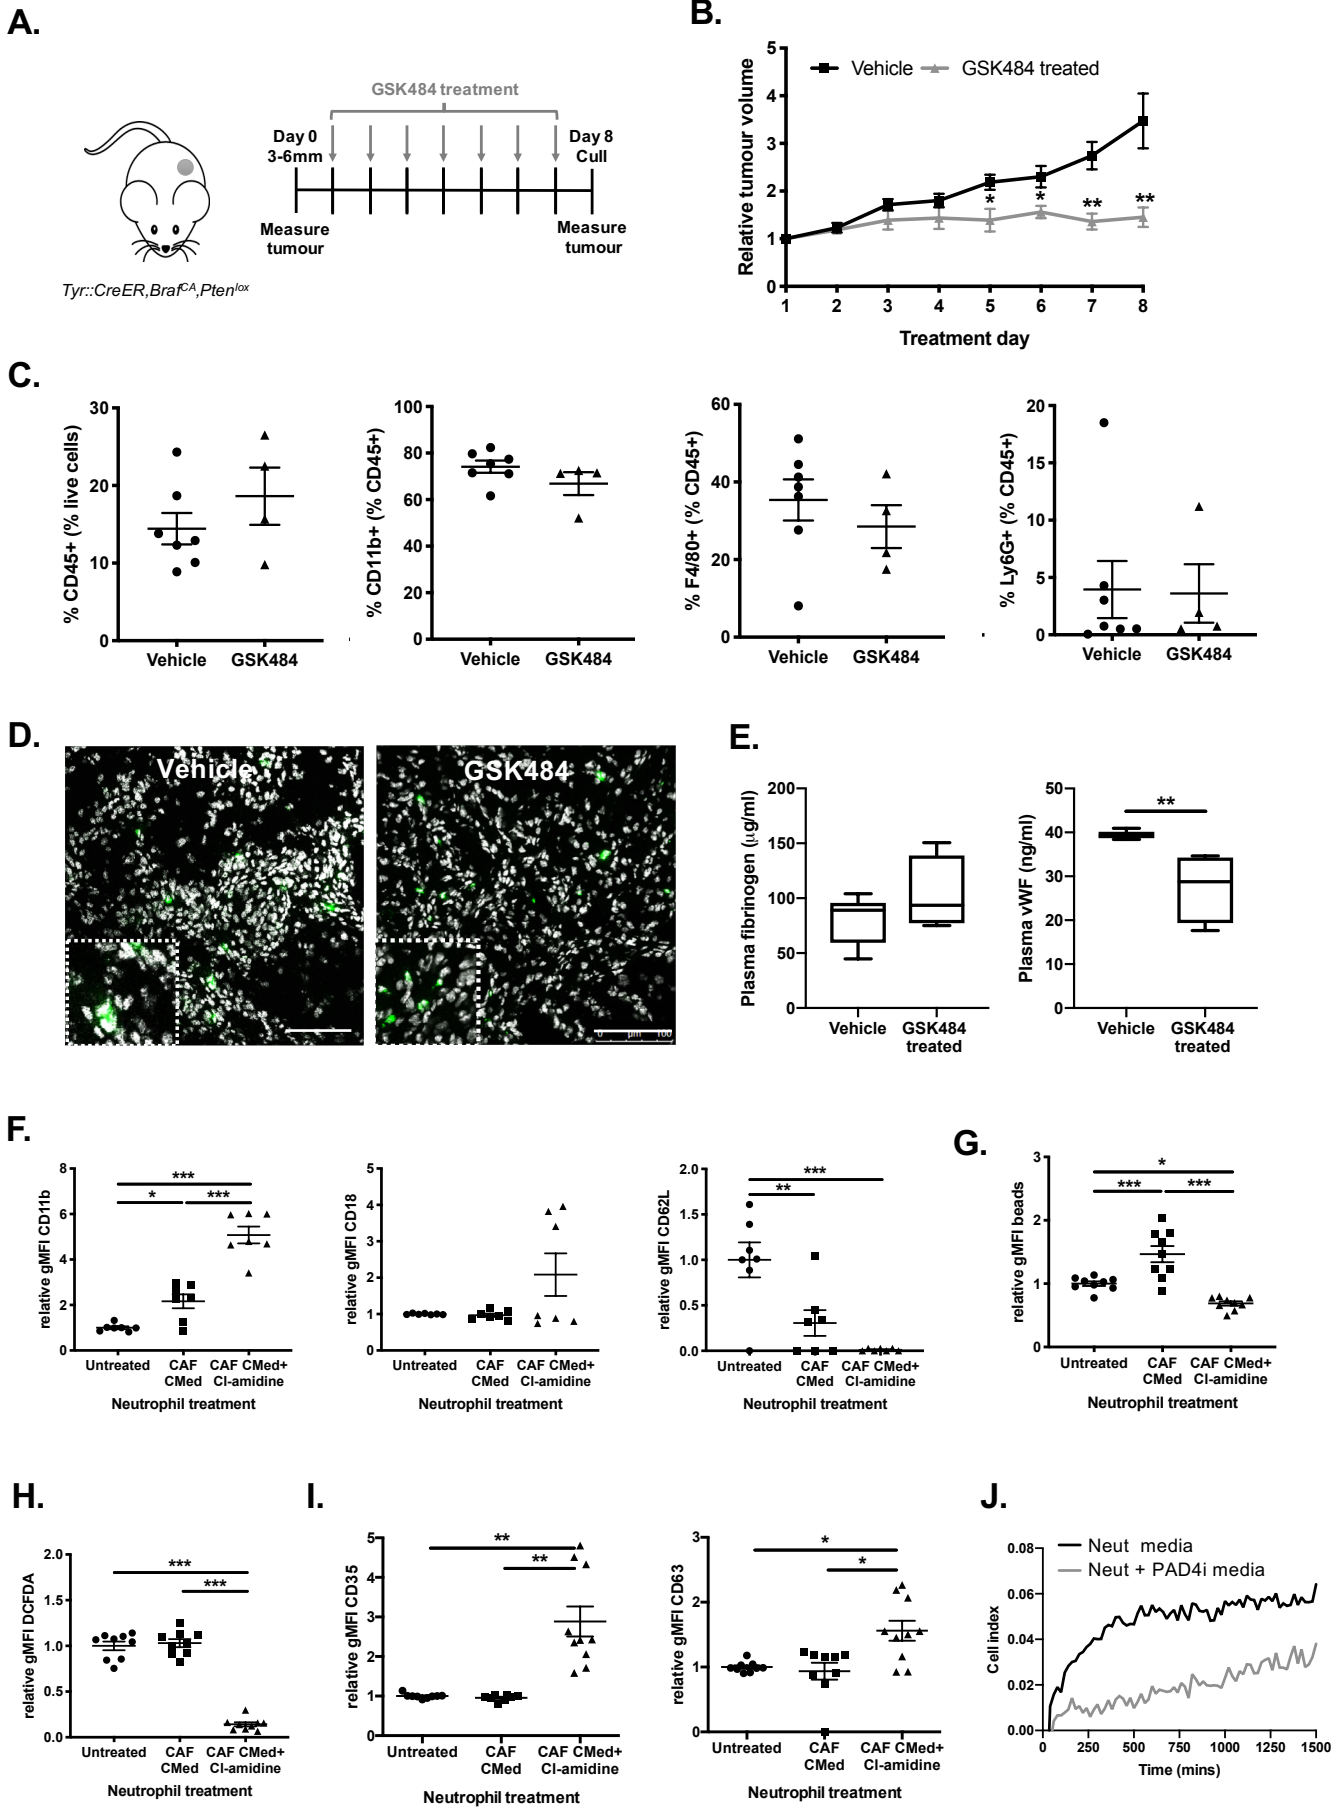 A.
GSK484 treatment
Day 0
3-6mm
Day 8
Cull
Measure
tumour
Measure
tumour
Tyr::CreER,Braf^CA,Pten^lox
B.
Vehicle
GSK484 treated
Relative tumour volume
5
4
3
2
1
0
* * ** **
1 2 3 4 5 6 7 8
Treatment day
C.
% CD45+ (% live cells)
30
20
10
0
Vehicle GSK484
% CD11b+ (% CD45+)
100
80
60
40
20
0
Vehicle GSK484
% F4/80+ (% CD45+)
60
40
20
0
Vehicle GSK484
% Ly6G+ (% CD45+)
20
15
10
5
0
Vehicle GSK484
D.
Vehicle
GSK484
0 µm 100
E.
Plasma fibrinogen (µg/ml)
200
150
100
50
0
Vehicle GSK484
treated
Plasma vWF (ng/ml)
50
40
30
20
10
0
**
Vehicle GSK484
treated
F.
relative gMFI CD11b
8
6
4
2
0
***
* ***
Untreated CAF CAF CMed+
CMed Cl-amidine
Neutrophil treatment
relative gMFI CD18
5
4
3
2
1
0
Untreated CAF CAF CMed+
CMed Cl-amidine
Neutrophil treatment
relative gMFI CD62L
2.0
1.5
1.0
0.5
0.0
***
**
Untreated CAF CAF CMed+
CMed Cl-amidine
Neutrophil treatment
G.
relative gMFI beads
3
2
1
0
*
*** ***
Untreated CAF CAF CMed+
CMed Cl-amidine
Neutrophil treatment
H.
relative gMFI DCFDA
2.0
1.5
1.0
0.5
0.0
***
***
Untreated CAF CAF CMed+
CMed Cl-amidine
Neutrophil treatment
I.
relative gMFI CD35
5
4
3
2
1
0
**
**
Untreated CAF CAF CMed+
CMed Cl-amidine
Neutrophil treatment
relative gMFI CD63
3
2
1
0
*
*
Untreated CAF CAF CMed+
CMed Cl-amidine
Neutrophil treatment
J.
Neut media
Neut + PAD4i media
Cell index
0.08
0.06
0.04
0.02
0.00
0 250 500 750 1000 1250 1500
Time (mins)